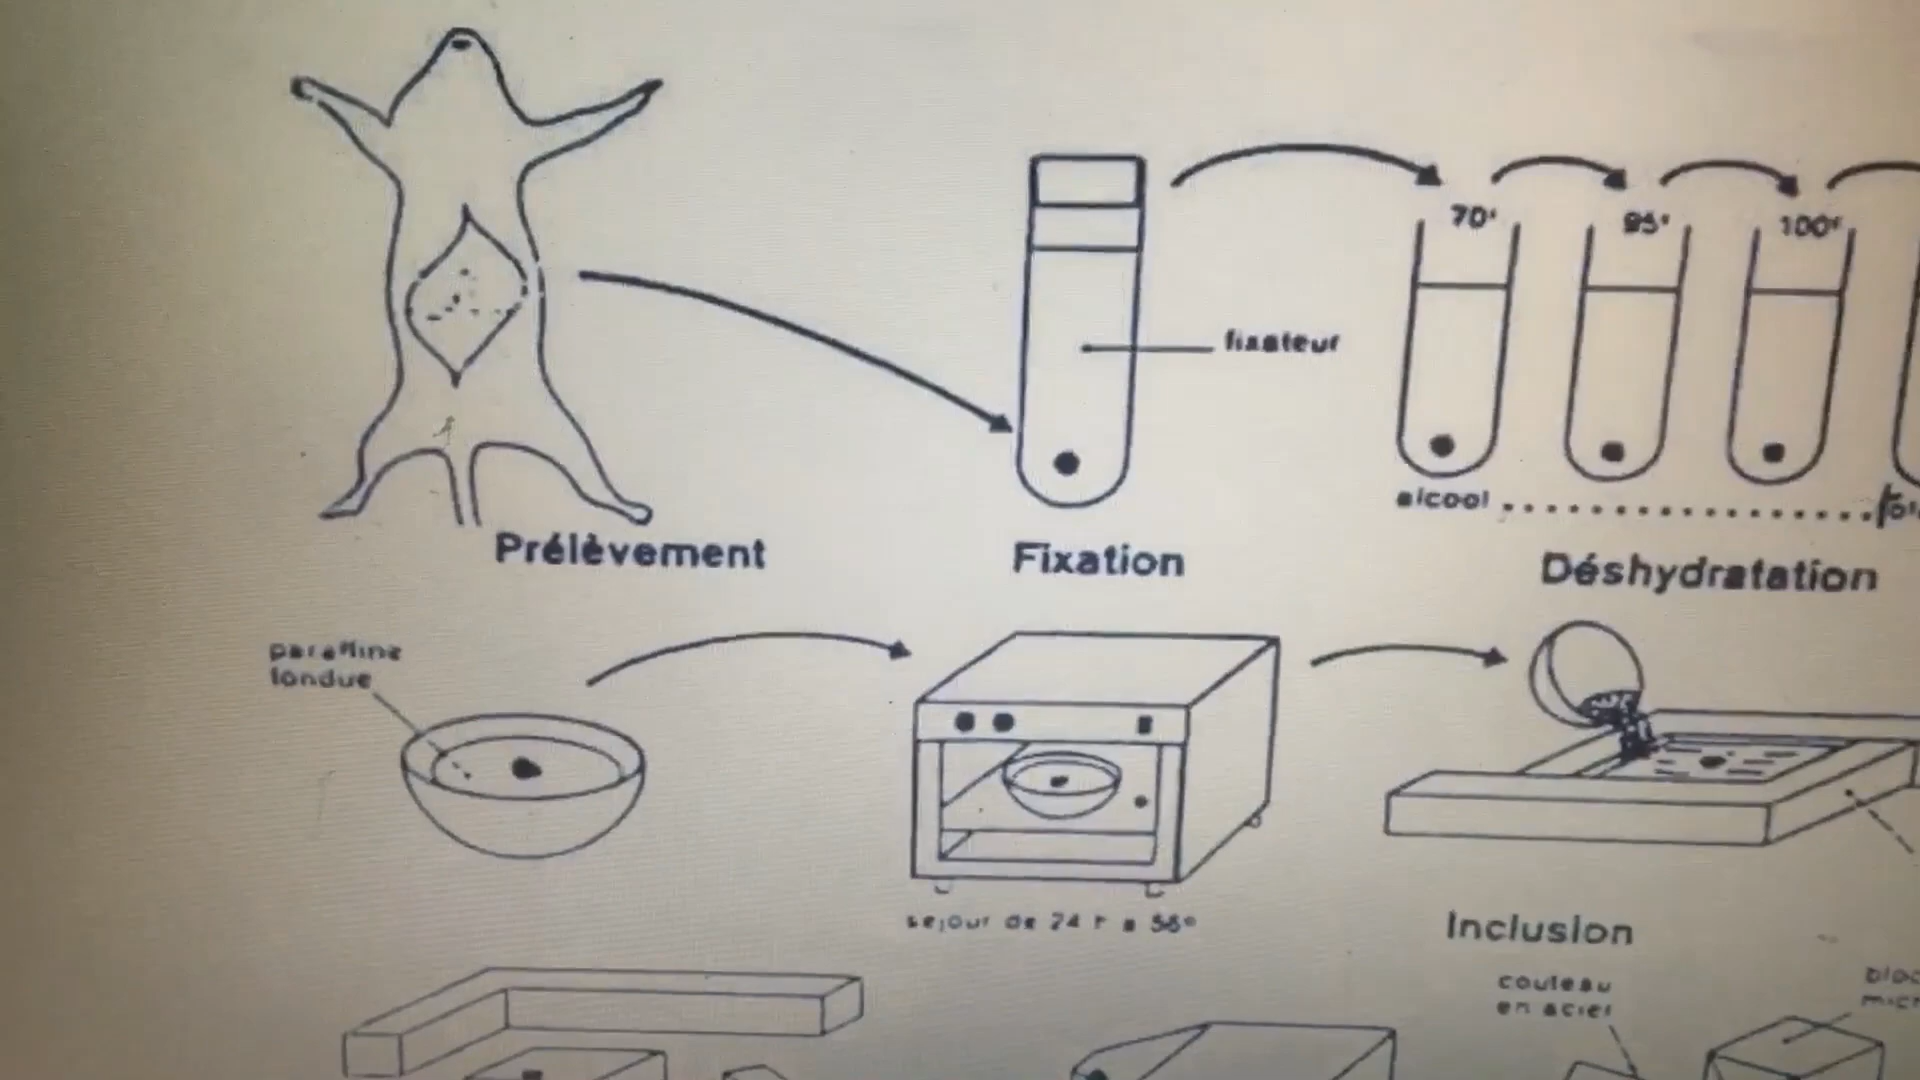 70°
95°
100°
fixateur
alcool
Prélèvement
Fixation
Déshydratation
paraffine
fondue
séjour de 24 h à 56°
Inclusion
couteau
en acier